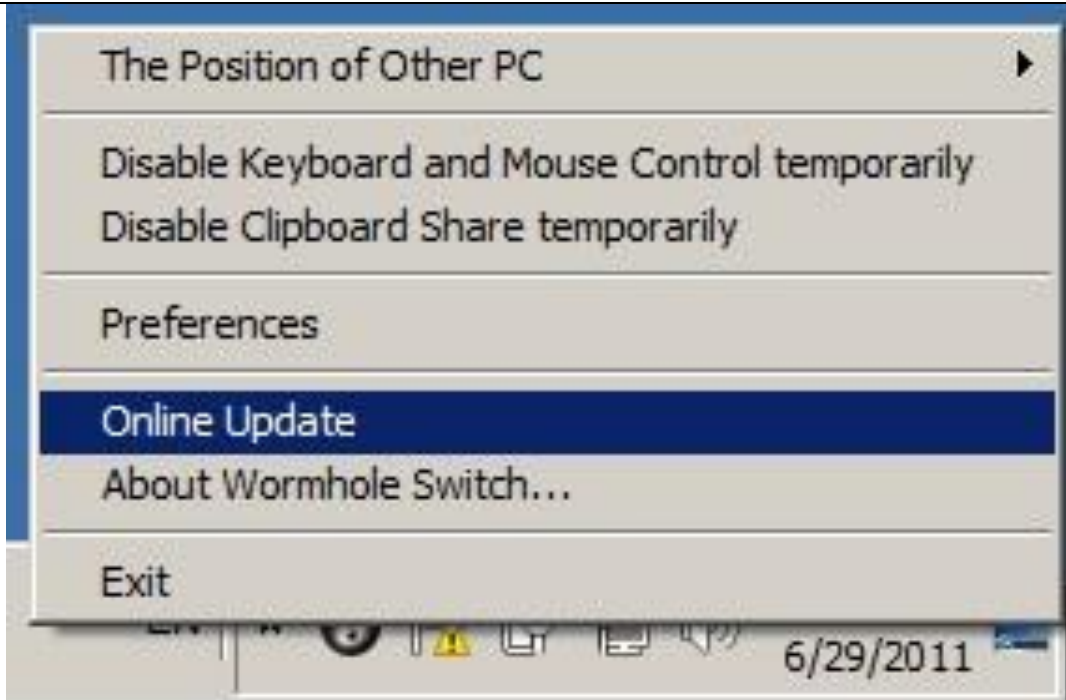 The Position of Other PC
Disable Keyboard and Mouse Control temporarily
Disable Clipboard Share temporarily
Preferences
Online Update
About Wormhole Switch...
Exit
6/29/2011